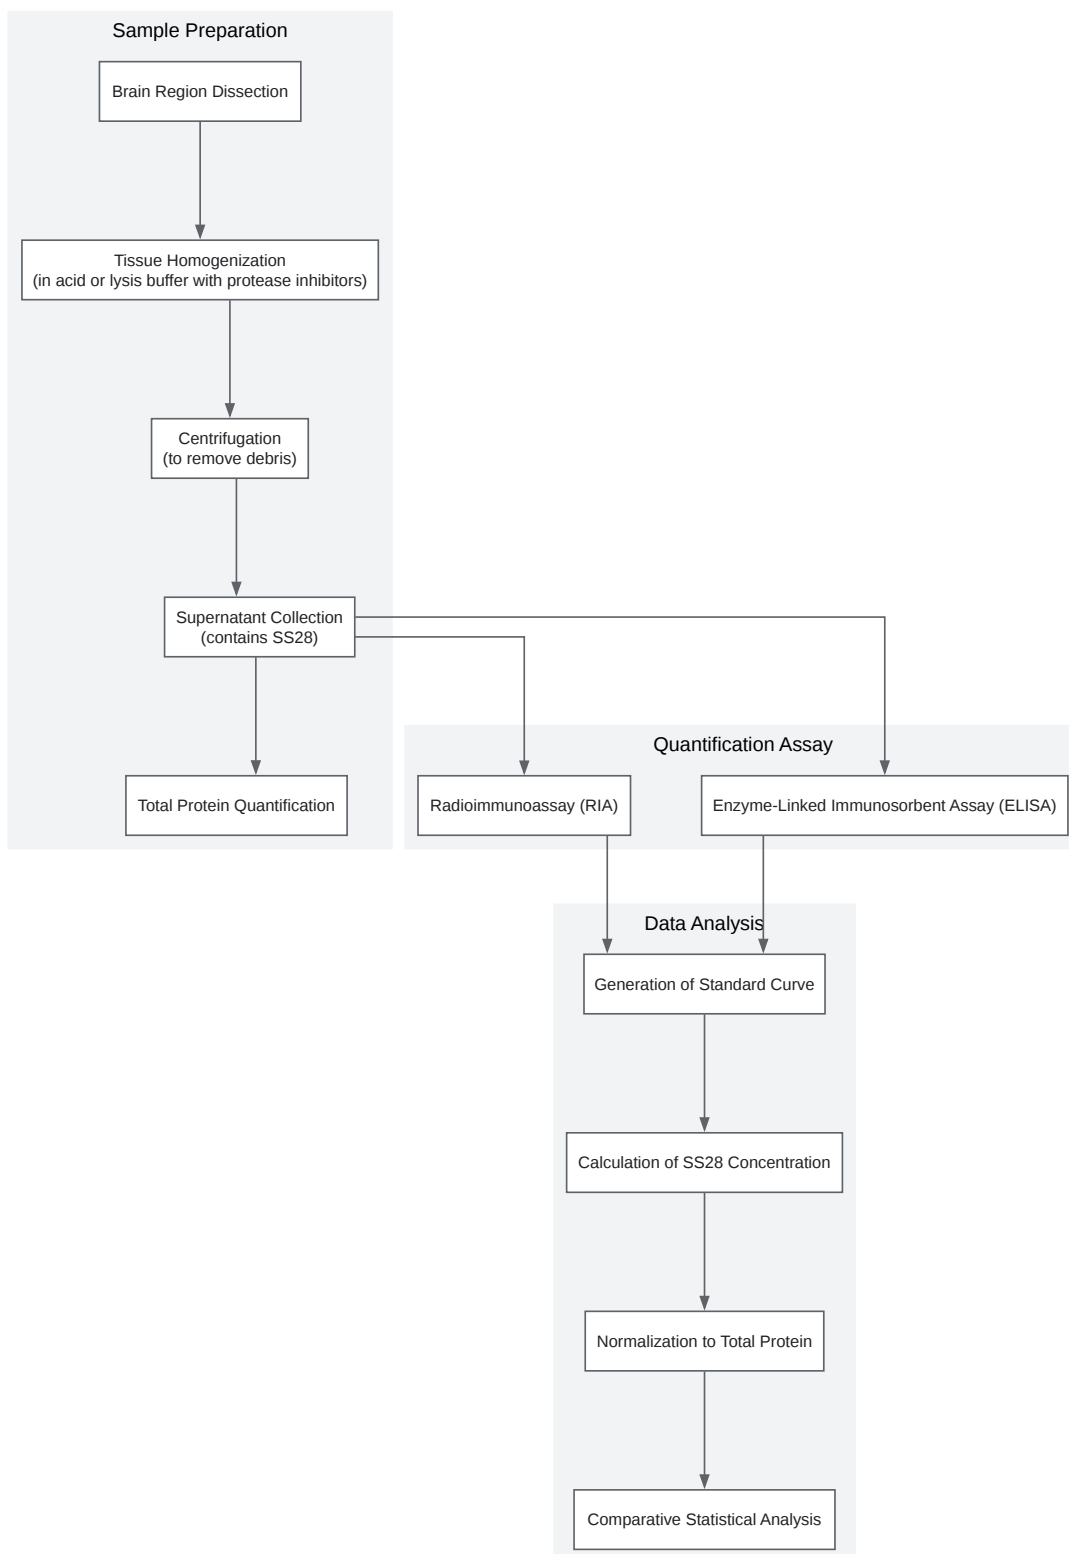 Sample Preparation
Brain Region Dissection
Tissue Homogenization
(in acid or lysis buffer with protease inhibitors)
Centrifugation
(to remove debris)
Supernatant Collection
(contains SS28)
Total Protein Quantification
Quantification Assay
Radioimmunoassay (RIA)
Enzyme-Linked Immunosorbent Assay (ELISA)
Data Analysis
Generation of Standard Curve
Calculation of SS28 Concentration
Normalization to Total Protein
Comparative Statistical Analysis